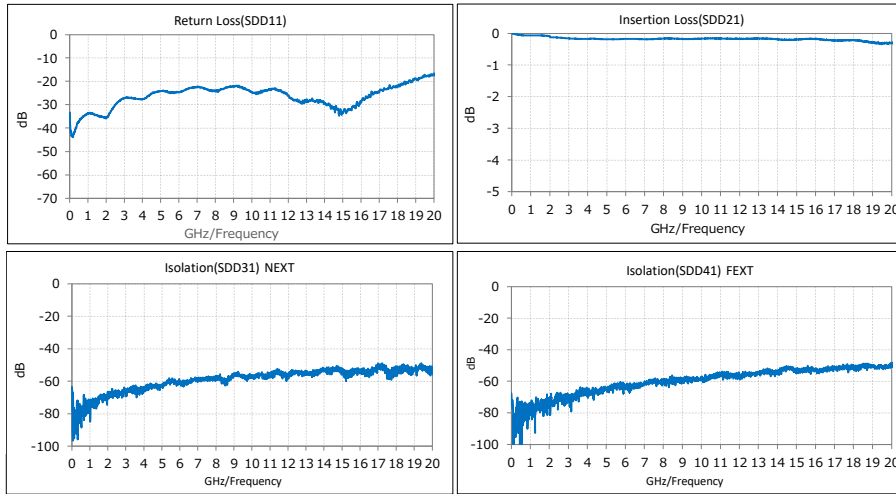 Return Loss(SDD11)
0
-10
-20
-30
-40
-50
-60
-70
dB
0 1 2 3 4 5 6 7 8 9 10 11 12 13 14 15 16 17 18 19 20
GHz/Frequency
Insertion Loss(SDD21)
0
-1
-2
-3
-4
-5
dB
0 1 2 3 4 5 6 7 8 9 10 11 12 13 14 15 16 17 18 19 20
GHz/Frequency
Isolation(SDD31) NEXT
0
-20
-40
-60
-80
-100
dB
0 1 2 3 4 5 6 7 8 9 10 11 12 13 14 15 16 17 18 19 20
GHz/Frequency
Isolation(SDD41) FEXT
0
-20
-40
-60
-80
-100
dB
0 1 2 3 4 5 6 7 8 9 10 11 12 13 14 15 16 17 18 19 20
GHz/Frequency